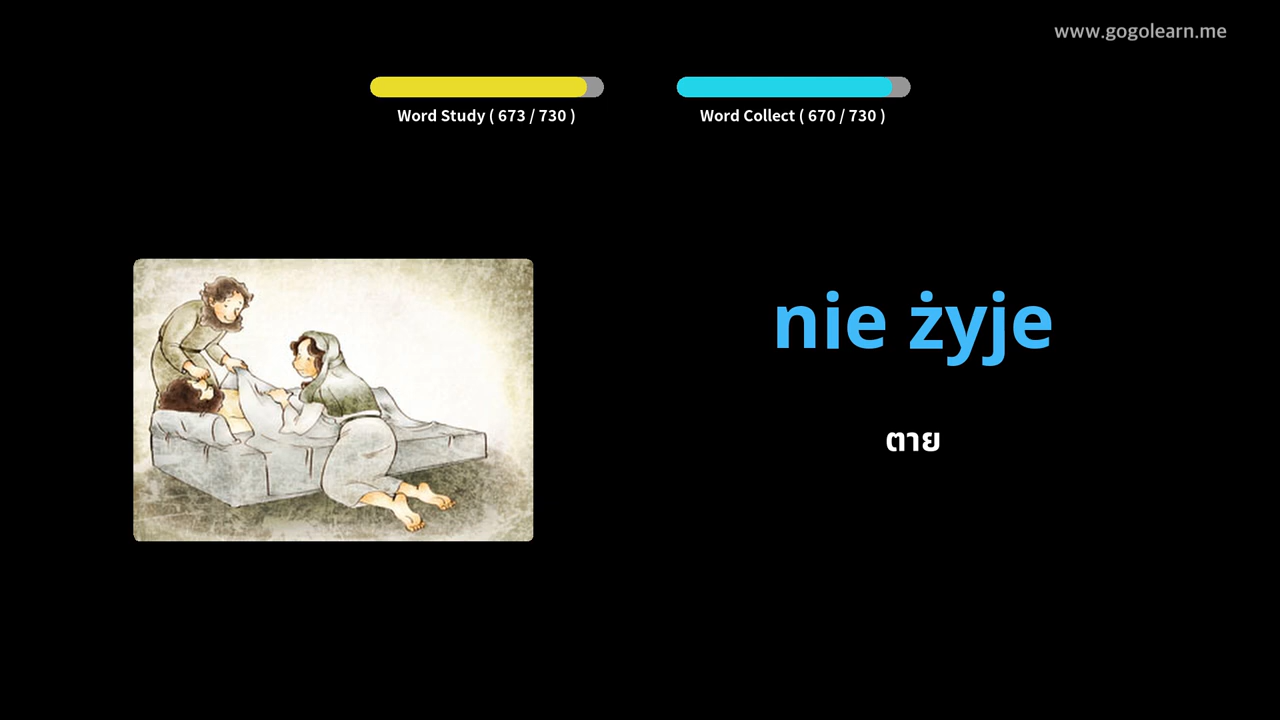 www.gogolearn.me
Word Study ( 673 / 730 )
Word Collect ( 670 / 730 )
nie żyje
ตาย